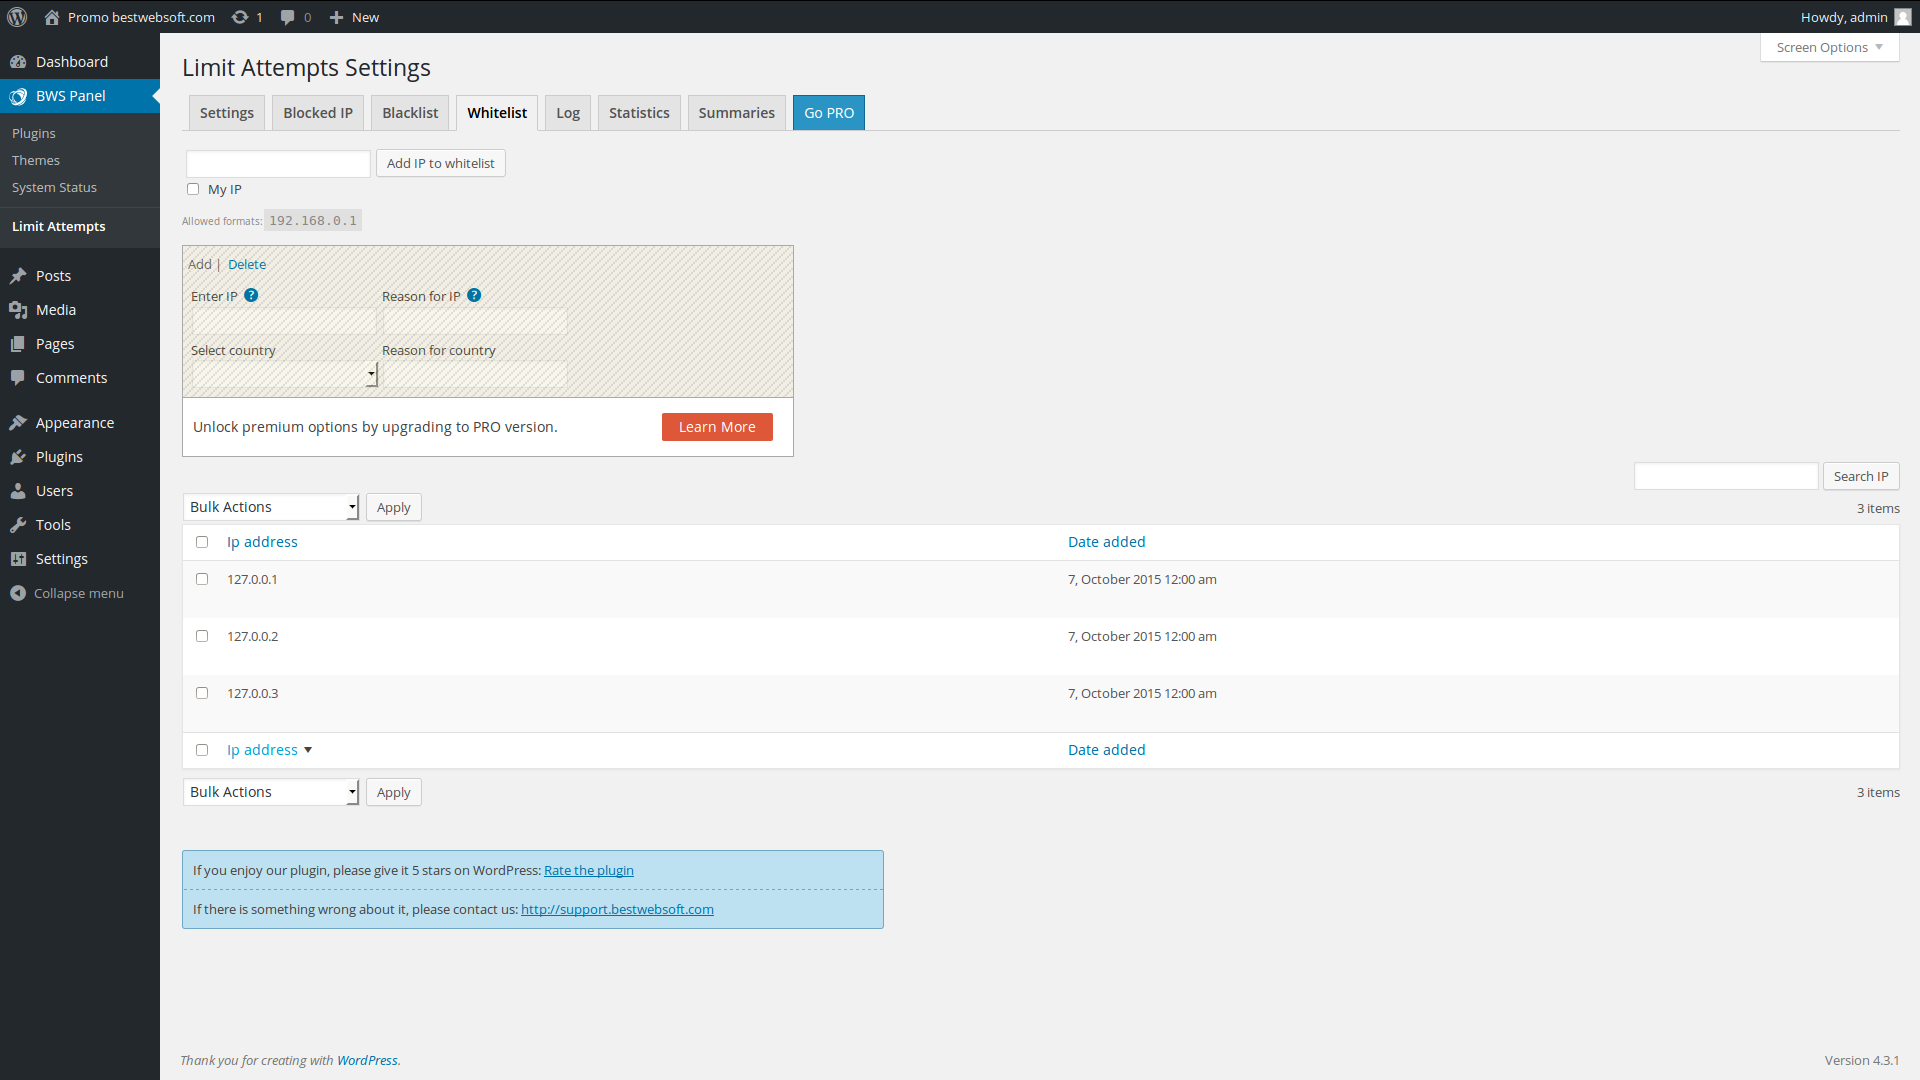 Promo bestwebsoft.com 1 0 New Howdy, admin
Screen Options
Dashboard
BWS Panel
Plugins
Themes
System Status
Limit Attempts
Posts
Media
Pages
Comments
Appearance
Plugins
Users
Tools
Settings
Collapse menu
Limit Attempts Settings
Settings Blocked IP Blacklist Whitelist Log Statistics Summaries Go PRO
Add IP to whitelist
My IP
Allowed formats: 192.168.0.1
Add | Delete
Enter IP ? Reason for IP ?
Select country Reason for country
Unlock premium options by upgrading to PRO version. Learn More
Search IP
Bulk Actions Apply 3 items
Ip address Date added
127.0.0.1 7, October 2015 12:00 am
127.0.0.2 7, October 2015 12:00 am
127.0.0.3 7, October 2015 12:00 am
Ip address Date added
Bulk Actions Apply 3 items
If you enjoy our plugin, please give it 5 stars on WordPress: Rate the plugin
If there is something wrong about it, please contact us: http://support.bestwebsoft.com
Thank you for creating with WordPress. Version 4.3.1